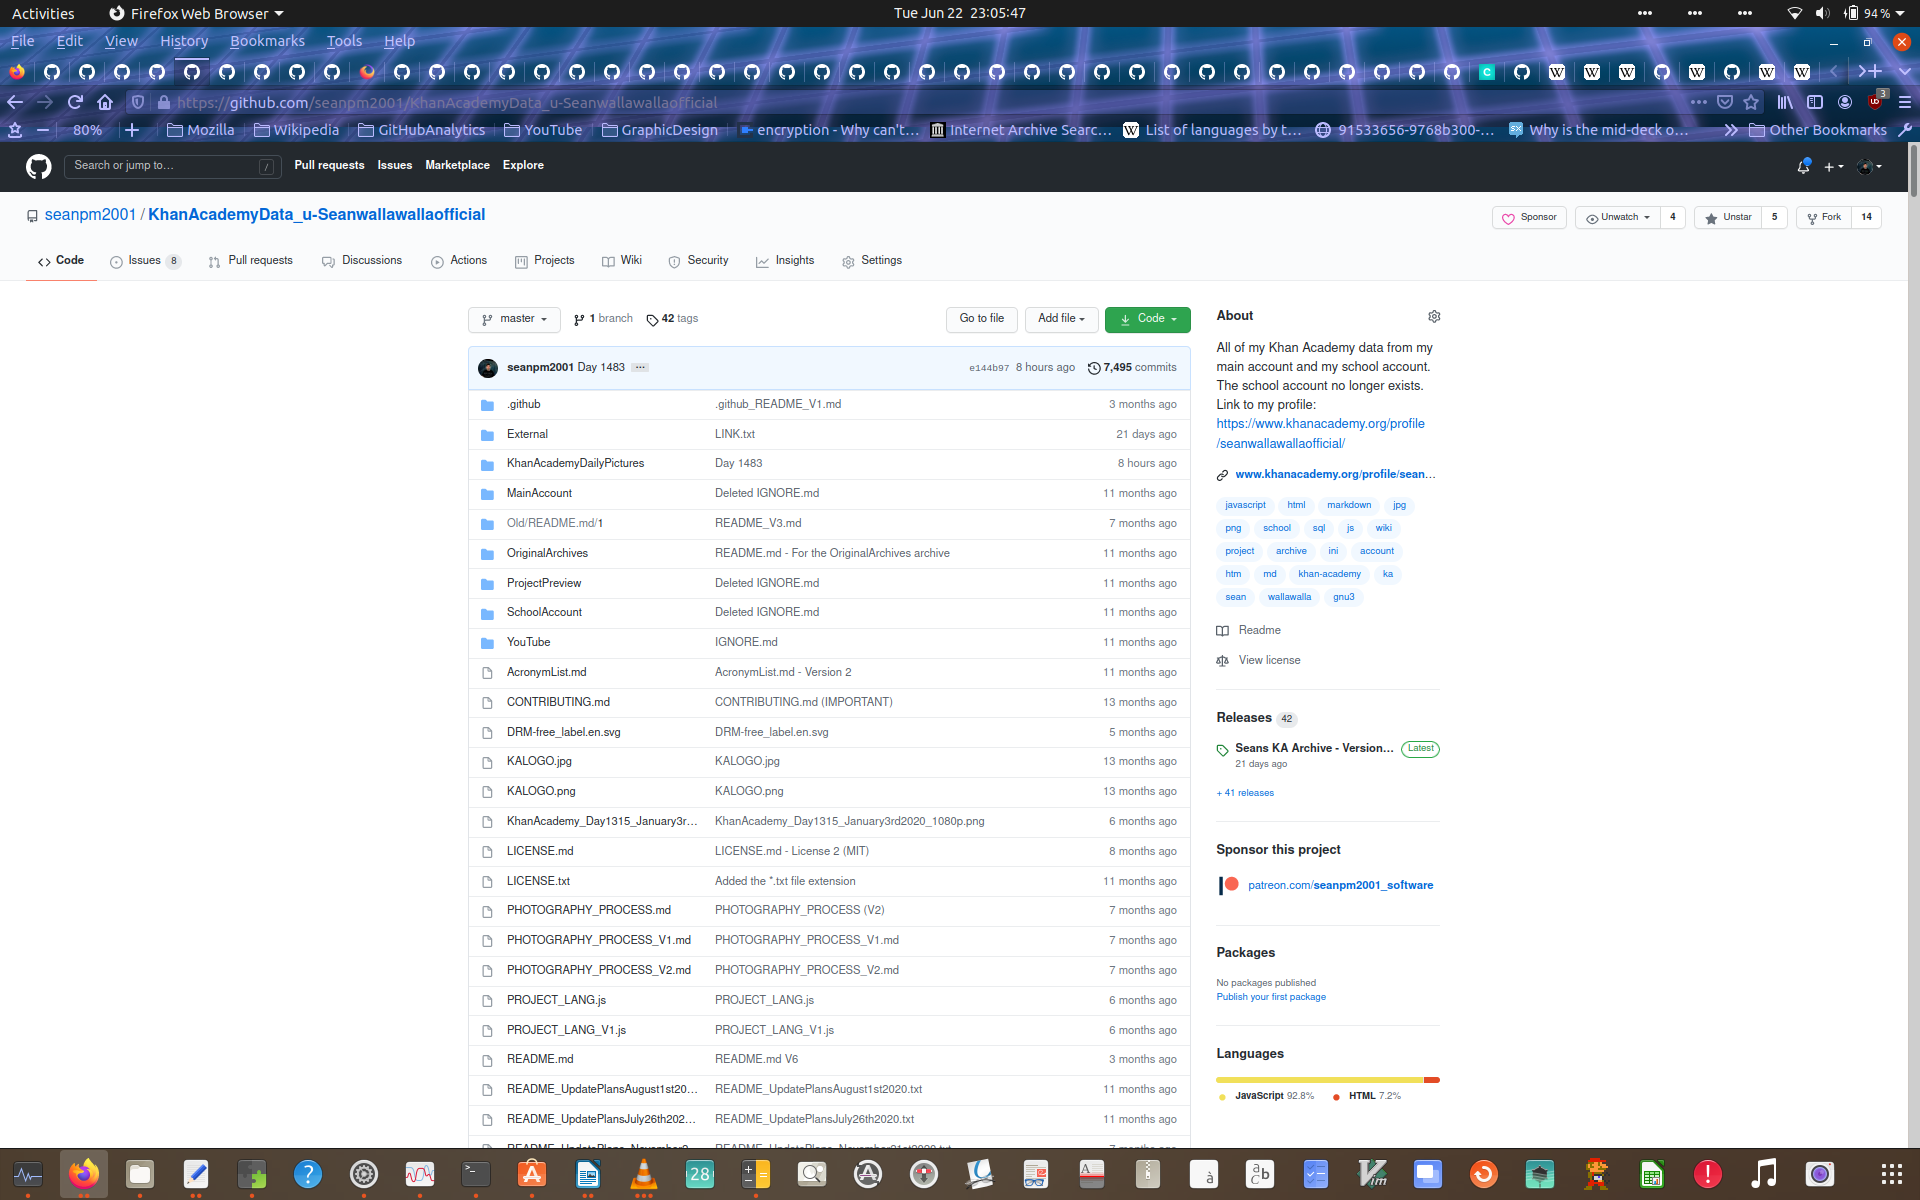 Activities Firefox Web Browser Tue Jun 22 23:05:47 94 %
File Edit View History Bookmarks Tools Help
https://github.com/seanpm2001/KhanAcademyData_u-Seanwallawallaofficial 3
80% Mozilla Wikipedia GitHubAnalytics YouTube GraphicDesign encryption - Why can't… Internet Archive Searc… List of languages by t… 91533656-9768b300-… Why is the mid-deck o… Other Bookmarks
Search or jump to… / Pull requests Issues Marketplace Explore
seanpm2001 / KhanAcademyData_u-Seanwallawallaofficial Sponsor Unwatch 4 Unstar 5 Fork 14
Code Issues 8 Pull requests Discussions Actions Projects Wiki Security Insights Settings
master 1 branch 42 tags Go to file Add file Code
seanpm2001 Day 1483 ... e144b97 8 hours ago 7,495 commits
.github .github_README_V1.md 3 months ago
External LINK.txt 21 days ago
KhanAcademyDailyPictures Day 1483 8 hours ago
MainAccount Deleted IGNORE.md 11 months ago
Old/README.md/1 README_V3.md 7 months ago
OriginalArchives README.md - For the OriginalArchives archive 11 months ago
ProjectPreview Deleted IGNORE.md 11 months ago
SchoolAccount Deleted IGNORE.md 11 months ago
YouTube IGNORE.md 11 months ago
AcronymList.md AcronymList.md - Version 2 11 months ago
CONTRIBUTING.md CONTRIBUTING.md (IMPORTANT) 13 months ago
DRM-free_label.en.svg DRM-free_label.en.svg 5 months ago
KALOGO.jpg KALOGO.jpg 13 months ago
KALOGO.png KALOGO.png 13 months ago
KhanAcademy_Day1315_January3r… KhanAcademy_Day1315_January3rd2020_1080p.png 6 months ago
LICENSE.md LICENSE.md - License 2 (MIT) 8 months ago
LICENSE.txt Added the *.txt file extension 11 months ago
PHOTOGRAPHY_PROCESS.md PHOTOGRAPHY_PROCESS (V2) 7 months ago
PHOTOGRAPHY_PROCESS_V1.md PHOTOGRAPHY_PROCESS_V1.md 7 months ago
PHOTOGRAPHY_PROCESS_V2.md PHOTOGRAPHY_PROCESS_V2.md 7 months ago
PROJECT_LANG.js PROJECT_LANG.js 6 months ago
PROJECT_LANG_V1.js PROJECT_LANG_V1.js 6 months ago
README.md README.md V6 3 months ago
README_UpdatePlansAugust1st20… README_UpdatePlansAugust1st2020.txt 11 months ago
README_UpdatePlansJuly26th202… README_UpdatePlansJuly26th2020.txt 11 months ago
About
All of my Khan Academy data from my
main account and my school account.
The school account no longer exists.
Link to my profile:
https://www.khanacademy.org/profile
/seanwallawallaofficial/
www.khanacademy.org/profile/sean…
javascript html markdown jpg
png school sql js wiki
project archive ini account
htm md khan-academy ka
sean wallawalla gnu3
Readme
View license
Releases 42
Seans KA Archive - Version… Latest
21 days ago
+ 41 releases
Sponsor this project
patreon.com/seanpm2001_software
Packages
No packages published
Publish your first package
Languages
JavaScript 92.8% HTML 7.2%
28